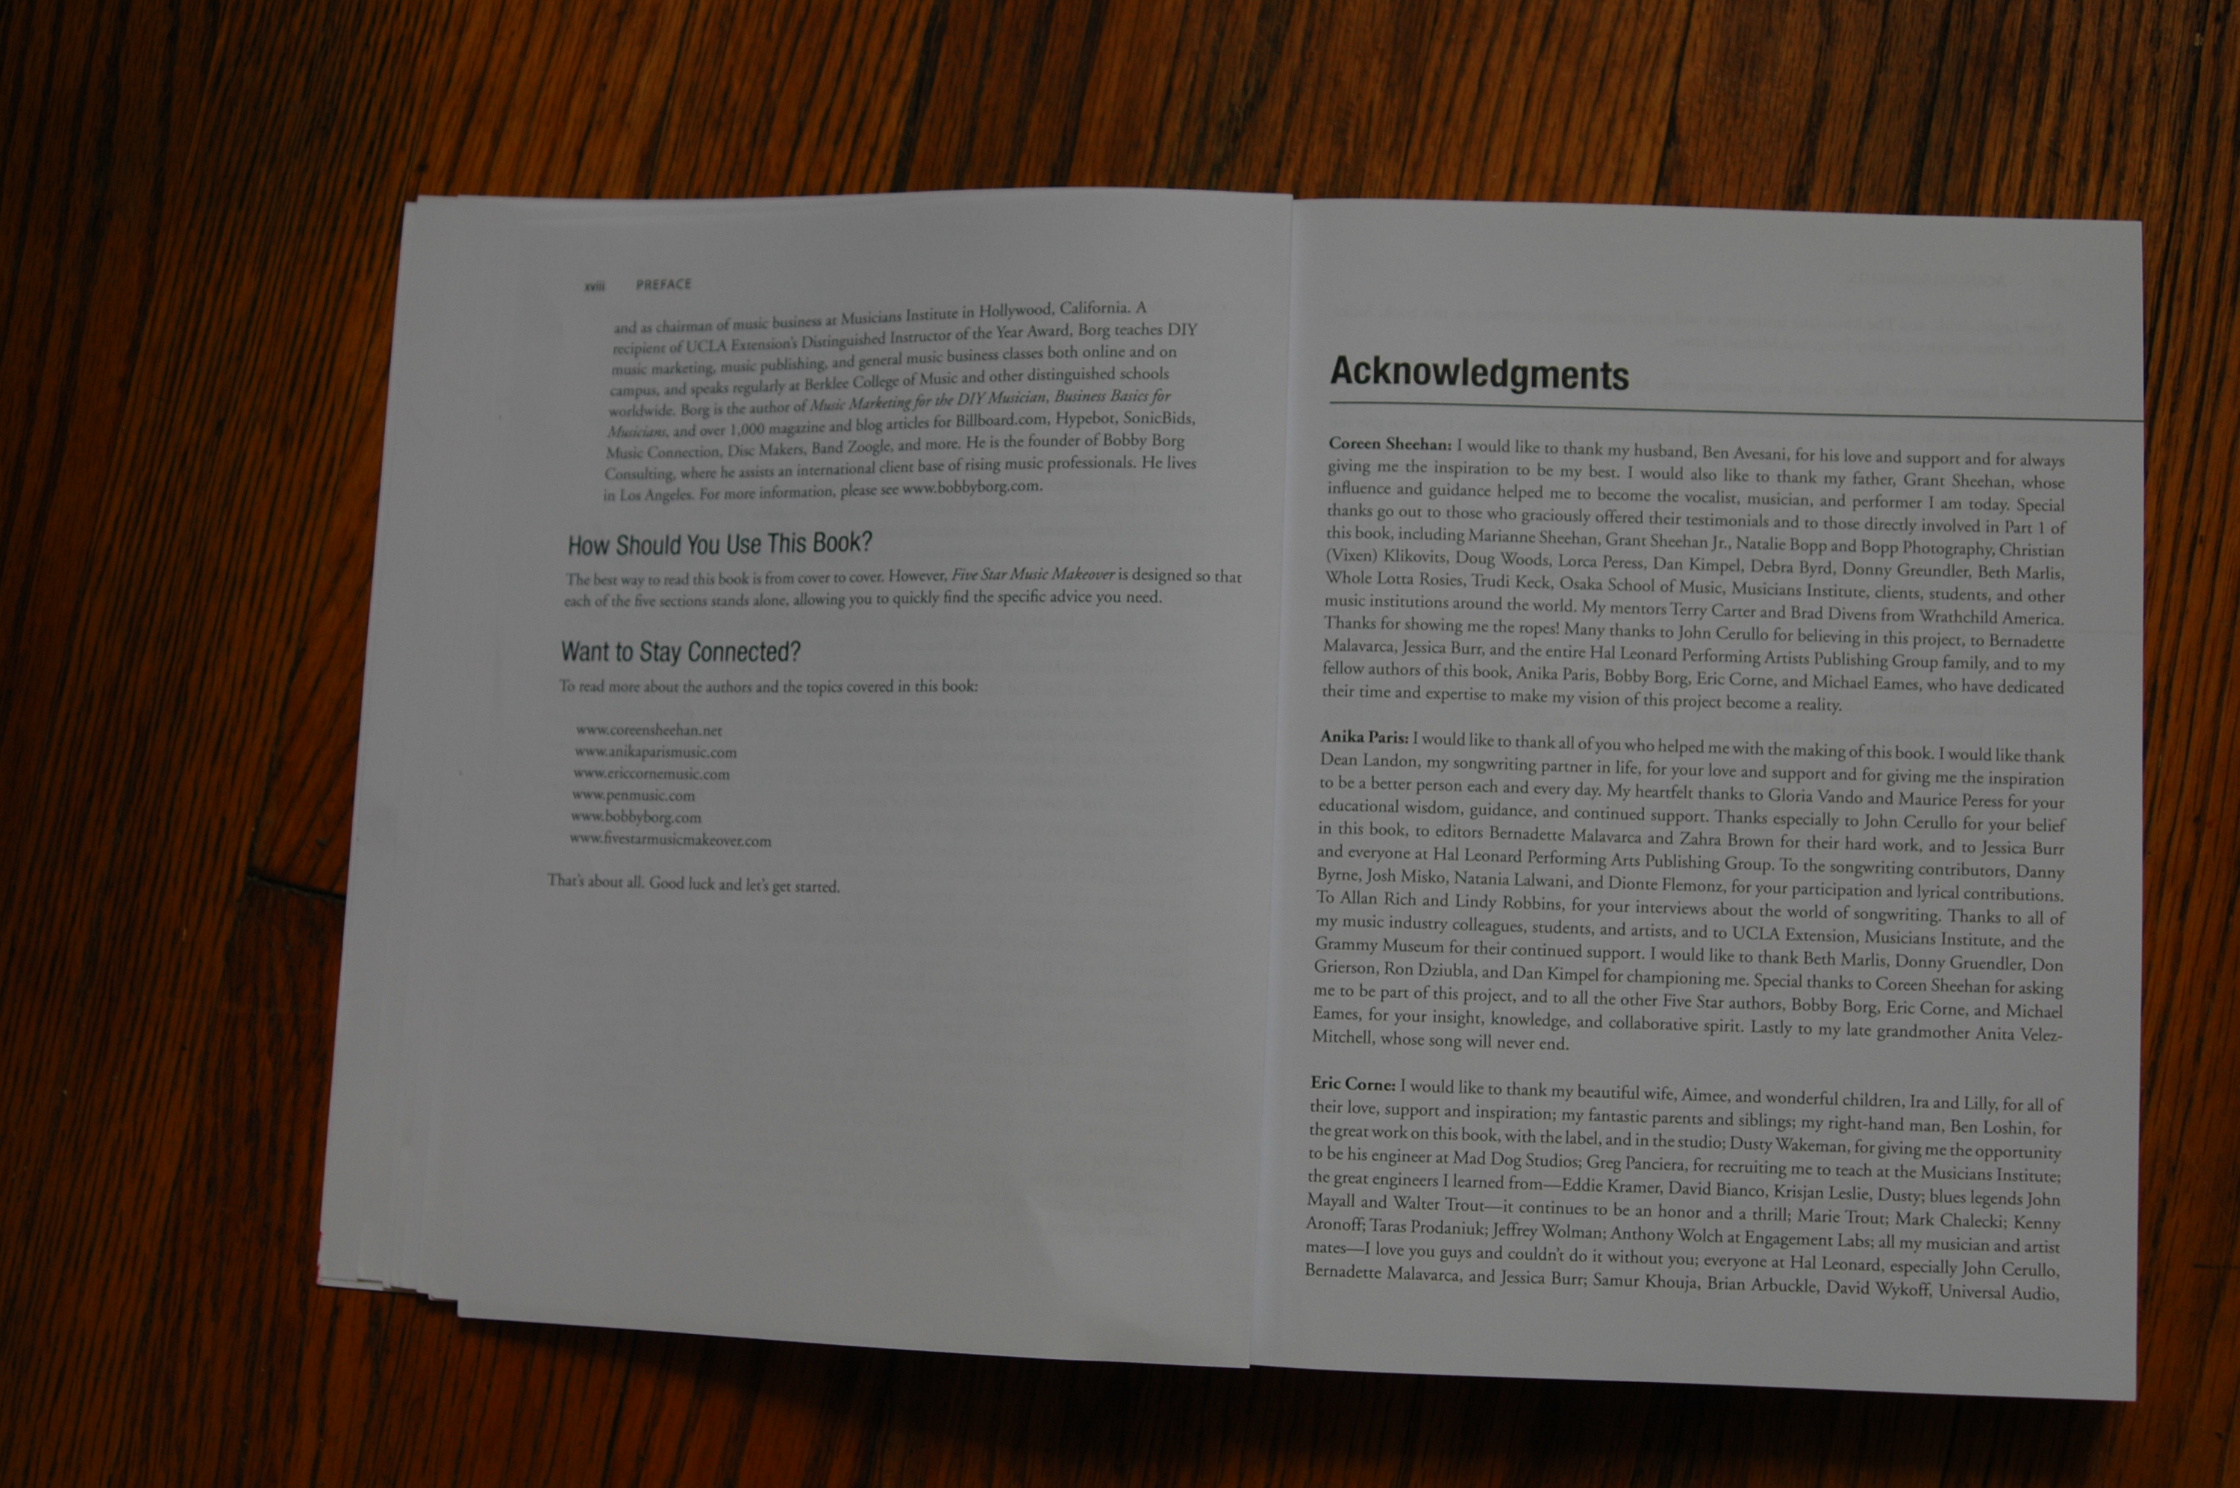 xviii PREFACE
and as chairman of music business at Musicians Institute in Hollywood, California. A
recipient of UCLA Extension's Distinguished Instructor of the Year Award, Borg teaches DIY
music marketing, music publishing, and general music business classes both online and on
campus, and speaks regularly at Berklee College of Music and other distinguished schools
worldwide. Borg is the author of Music Marketing for the DIY Musician, Business Basics for
Musicians, and over 1,000 magazine and blog articles for Billboard.com, Hypebot, SonicBids,
Music Connection, Disc Makers, Band Zoogle, and more. He is the founder of Bobby Borg
Consulting, where he assists an international client base of rising music professionals. He lives
in Los Angeles. For more information, please see www.bobbyborg.com.
How Should You Use This Book?
The best way to read this book is from cover to cover. However, Five Star Music Makeover is designed so that
each of the five sections stands alone, allowing you to quickly find the specific advice you need.
Want to Stay Connected?
To read more about the authors and the topics covered in this book:
www.coreensheehan.net
www.anikaparismusic.com
www.ericcornemusic.com
www.penmusic.com
www.bobbyborg.com
www.fivestarmusicmakeover.com
That's about all. Good luck and let's get started.
Acknowledgments
Coreen Sheehan: I would like to thank my husband, Ben Avesani, for his love and support and for always
giving me the inspiration to be my best. I would also like to thank my father, Grant Sheehan, whose
influence and guidance helped me to become the vocalist, musician, and performer I am today. Special
thanks go out to those who graciously offered their testimonials and to those directly involved in Part 1 of
this book, including Marianne Sheehan, Grant Sheehan Jr., Natalie Bopp and Bopp Photography, Christian
(Vixen) Klikovits, Doug Woods, Lorca Peress, Dan Kimpel, Debra Byrd, Donny Greundler, Beth Marlis,
Whole Lotta Rosies, Trudi Keck, Osaka School of Music, Musicians Institute, clients, students, and other
music institutions around the world. My mentors Terry Carter and Brad Divens from Wrathchild America.
Thanks for showing me the ropes! Many thanks to John Cerullo for believing in this project, to Bernadette
Malavarca, Jessica Burr, and the entire Hal Leonard Performing Artists Publishing Group family, and to my
fellow authors of this book, Anika Paris, Bobby Borg, Eric Corne, and Michael Eames, who have dedicated
their time and expertise to make my vision of this project become a reality.
Anika Paris: I would like to thank all of you who helped me with the making of this book. I would like thank
Dean Landon, my songwriting partner in life, for your love and support and for giving me the inspiration
to be a better person each and every day. My heartfelt thanks to Gloria Vando and Maurice Peress for your
educational wisdom, guidance, and continued support. Thanks especially to John Cerullo for your belief
in this book, to editors Bernadette Malavarca and Zahra Brown for their hard work, and to Jessica Burr
and everyone at Hal Leonard Performing Arts Publishing Group. To the songwriting contributors, Danny
Byrne, Josh Misko, Natania Lalwani, and Dionte Flemonz, for your participation and lyrical contributions.
To Allan Rich and Lindy Robbins, for your interviews about the world of songwriting. Thanks to all of
my music industry colleagues, students, and artists, and to UCLA Extension, Musicians Institute, and the
Grammy Museum for their continued support. I would like to thank Beth Marlis, Donny Gruendler, Don
Grierson, Ron Dziubla, and Dan Kimpel for championing me. Special thanks to Coreen Sheehan for asking
me to be part of this project, and to all the other Five Star authors, Bobby Borg, Eric Corne, and Michael
Eames, for your insight, knowledge, and collaborative spirit. Lastly to my late grandmother Anita Velez-
Mitchell, whose song will never end.
Eric Corne: I would like to thank my beautiful wife, Aimee, and wonderful children, Ira and Lilly, for all of
their love, support and inspiration; my fantastic parents and siblings; my right-hand man, Ben Loshin, for
the great work on this book, with the label, and in the studio; Dusty Wakeman, for giving me the opportunity
to be his engineer at Mad Dog Studios; Greg Panciera, for recruiting me to teach at the Musicians Institute;
the great engineers I learned from—Eddie Kramer, David Bianco, Krisjan Leslie, Dusty; blues legends John
Mayall and Walter Trout—it continues to be an honor and a thrill; Marie Trout; Mark Chalecki; Kenny
Aronoff; Taras Prodaniuk; Jeffrey Wolman; Anthony Wolch at Engagement Labs; all my musician and artist
mates—I love you guys and couldn't do it without you; everyone at Hal Leonard, especially John Cerullo,
Bernadette Malavarca, and Jessica Burr; Samur Khouja, Brian Arbuckle, David Wykoff, Universal Audio,